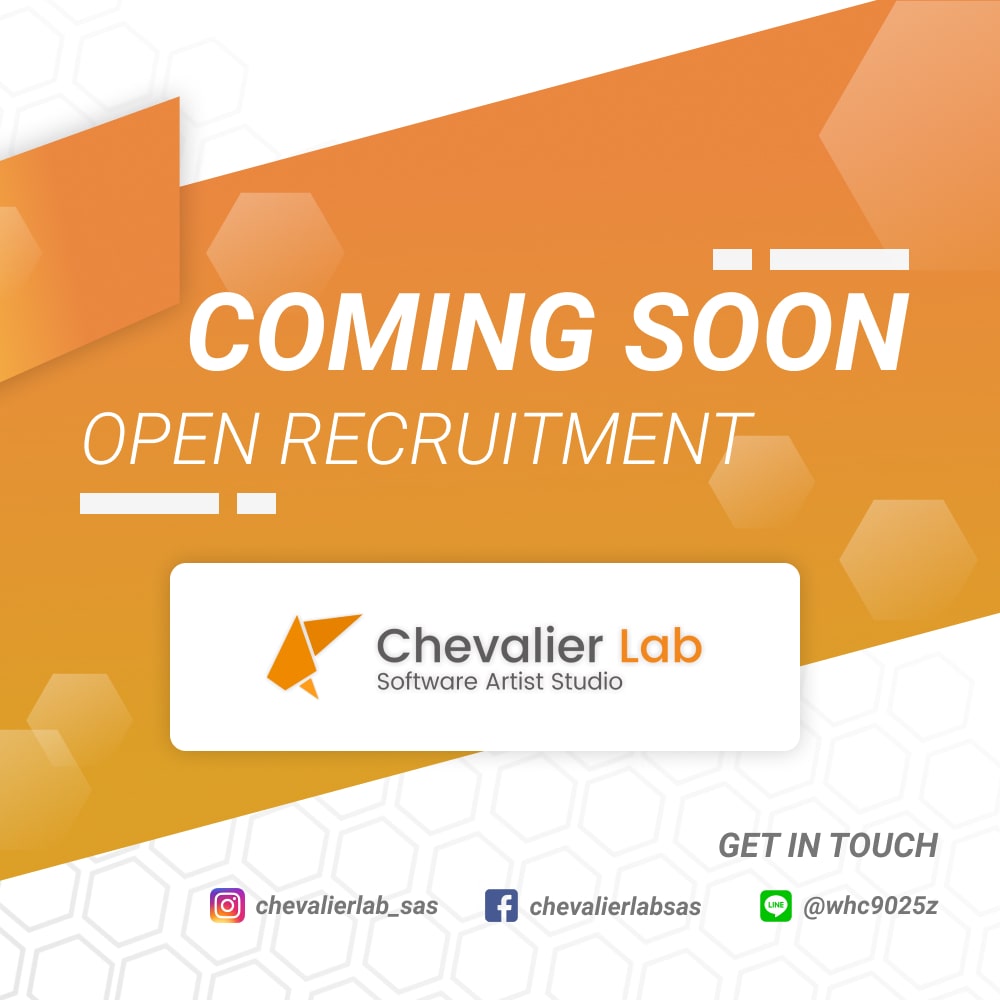 COMING SOON
OPEN RECRUITMENT
Chevalier Lab
Software Artist Studio
GET IN TOUCH
chevalierlab_sas
chevalierlabsas
LINE
@whc9025z